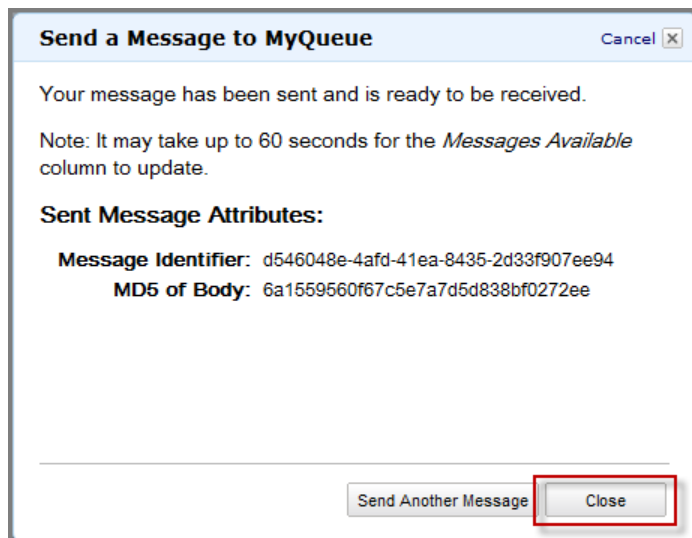 Send a Message to MyQueue
Cancel
Your message has been sent and is ready to be received.
Note: It may take up to 60 seconds for the Messages Available
column to update.
Sent Message Attributes:
Message Identifier: d546048e-4afd-41ea-8435-2d33f907ee94
MD5 of Body: 6a1559560f67c5e7a7d5d838bf0272ee
Send Another Message
Close